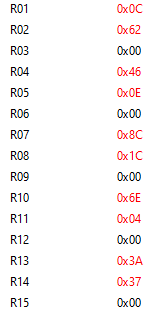 R01 0x0C
R02 0x62
R03 0x00
R04 0x46
R05 0x0E
R06 0x00
R07 0x8C
R08 0x1C
R09 0x00
R10 0x6E
R11 0x04
R12 0x00
R13 0x3A
R14 0x37
R15 0x00